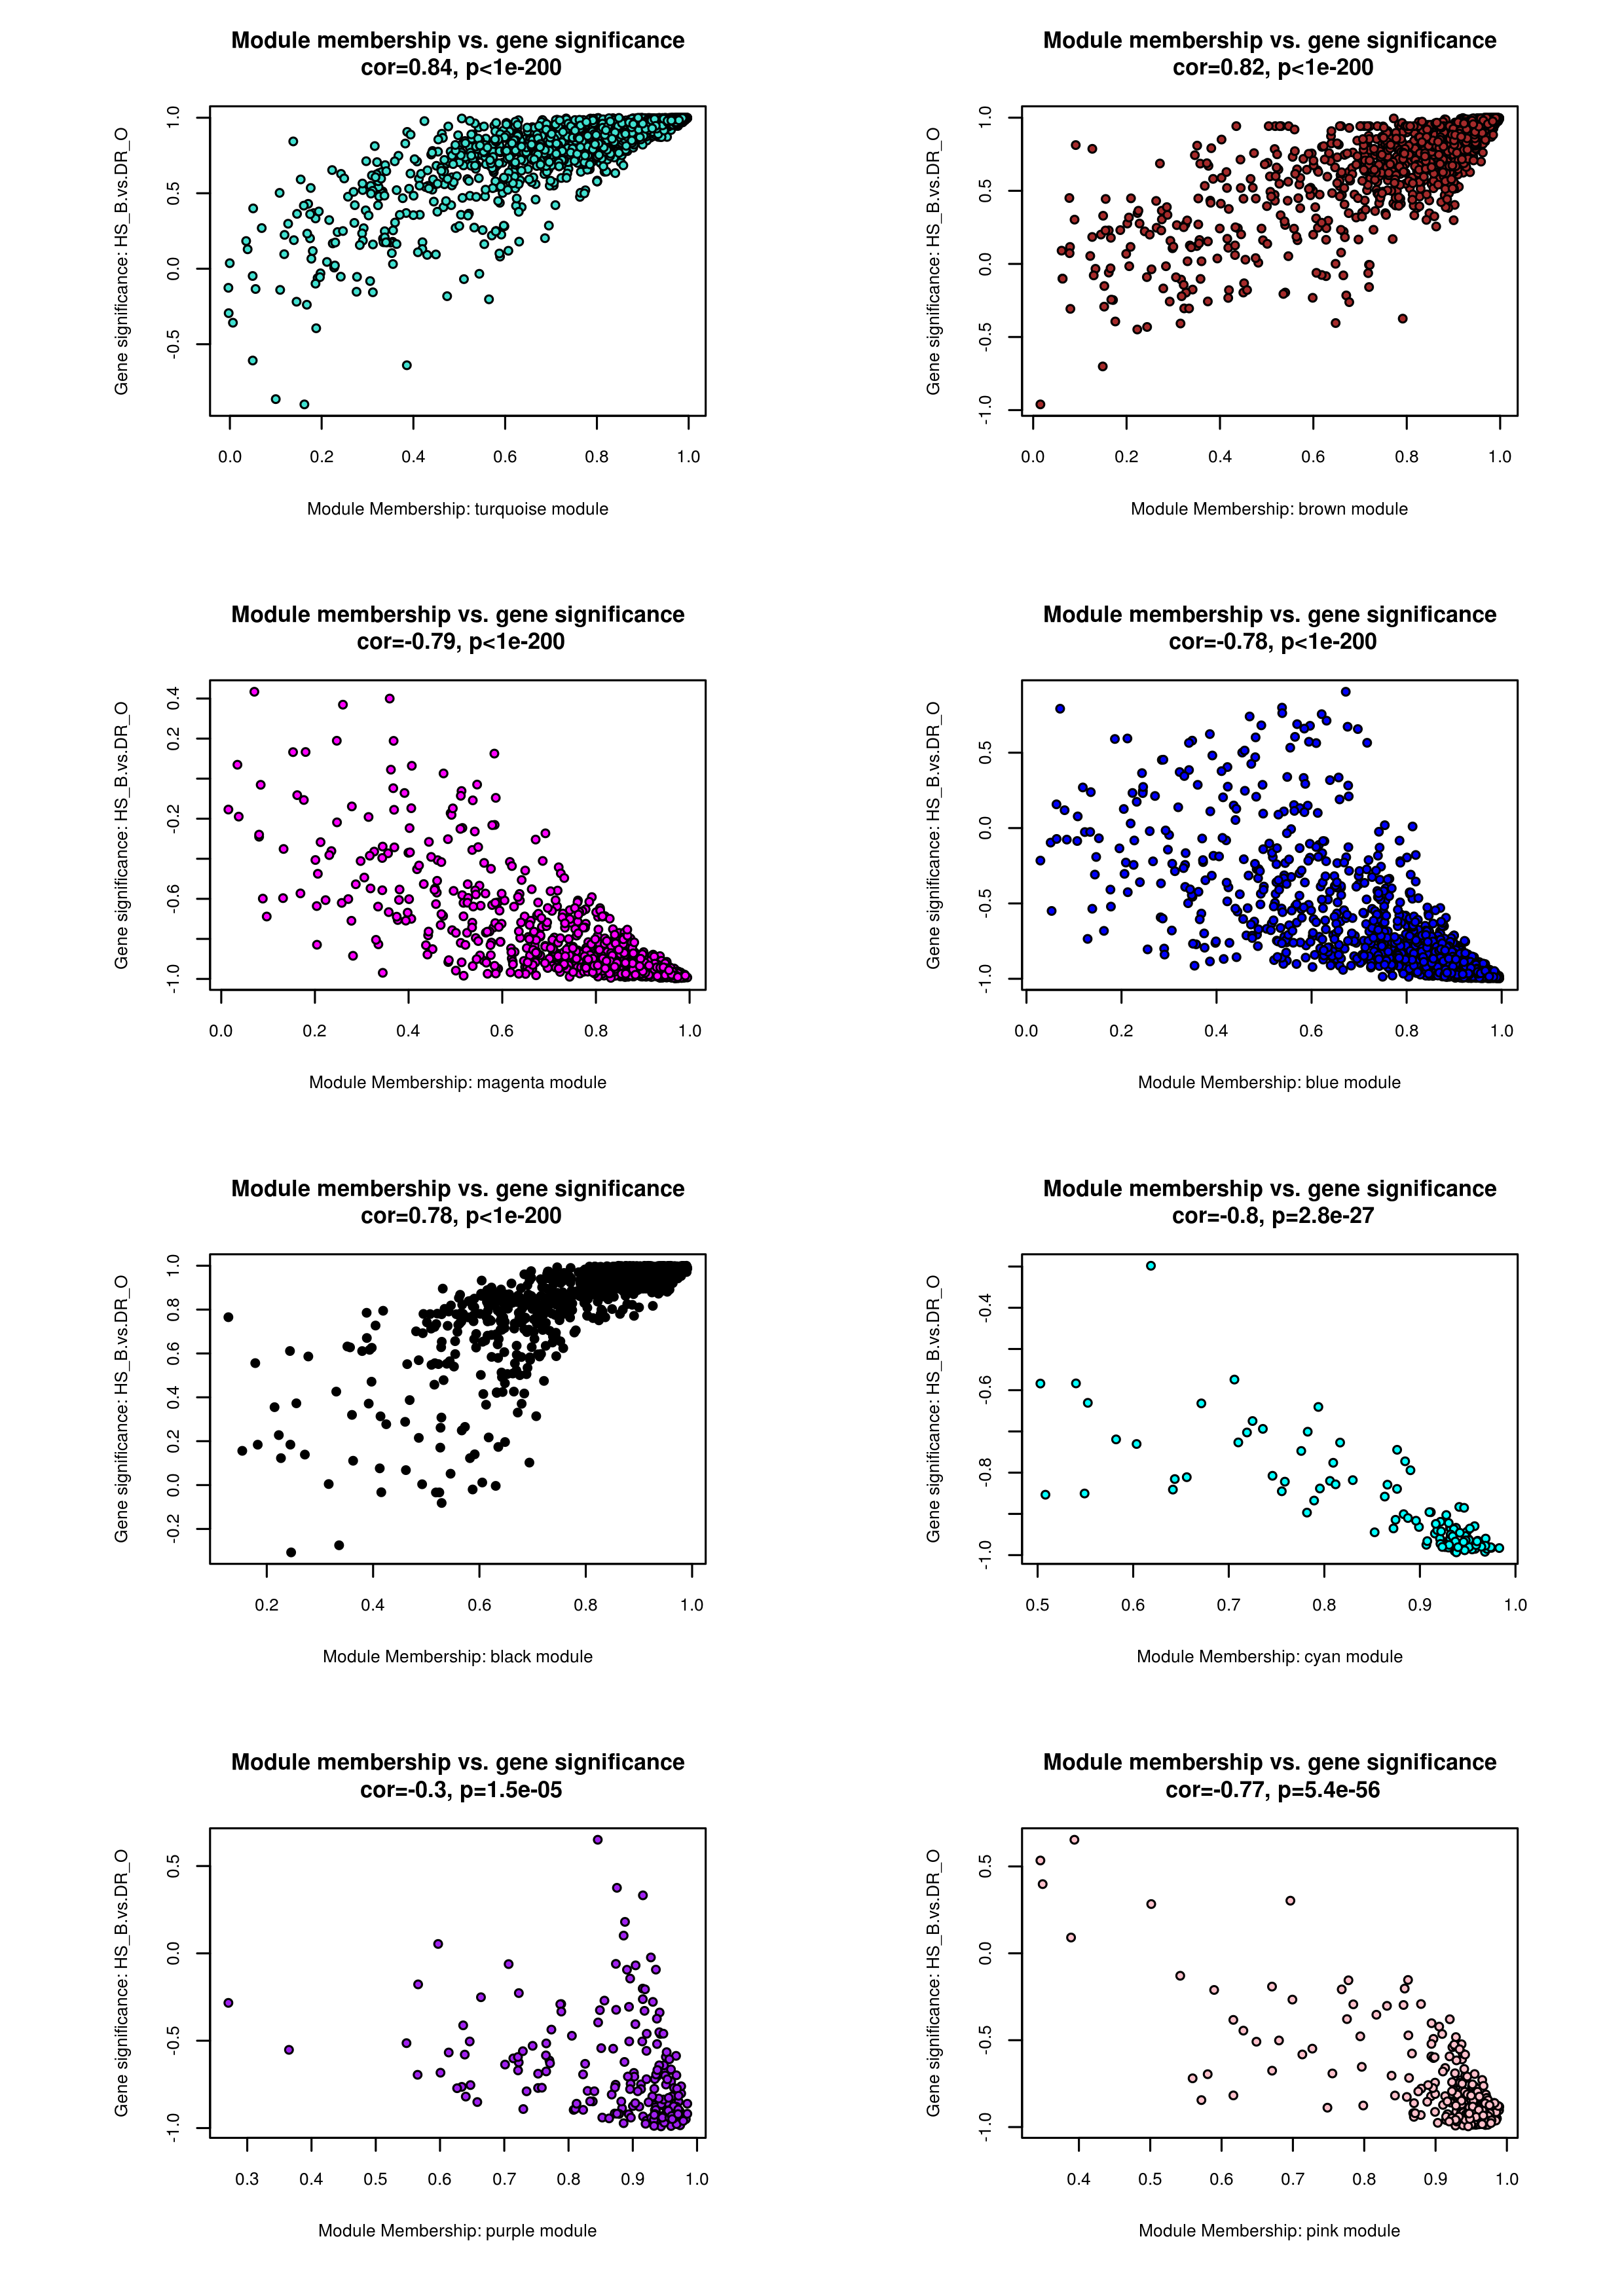 Module membership vs. gene significance
cor=0.84, p<1e-200
Gene significance: HS_B.vs.DR_O
1.0
0.5
0.0
-0.5
0.0 0.2 0.4 0.6 0.8 1.0
Module Membership: turquoise module
Module membership vs. gene significance
cor=0.82, p<1e-200
Gene significance: HS_B.vs.DR_O
1.0
0.5
0.0
-0.5
-1.0
0.0 0.2 0.4 0.6 0.8 1.0
Module Membership: brown module
Module membership vs. gene significance
cor=-0.79, p<1e-200
Gene significance: HS_B.vs.DR_O
0.4
0.2
-0.2
-0.6
-1.0
0.0 0.2 0.4 0.6 0.8 1.0
Module Membership: magenta module
Module membership vs. gene significance
cor=-0.78, p<1e-200
Gene significance: HS_B.vs.DR_O
0.5
0.0
-0.5
-1.0
0.0 0.2 0.4 0.6 0.8 1.0
Module Membership: blue module
Module membership vs. gene significance
cor=0.78, p<1e-200
Gene significance: HS_B.vs.DR_O
1.0
0.8
0.6
0.4
0.2
0.0
-0.2
0.2 0.4 0.6 0.8 1.0
Module Membership: black module
Module membership vs. gene significance
cor=-0.8, p=2.8e-27
Gene significance: HS_B.vs.DR_O
-0.4
-0.6
-0.8
-1.0
0.5 0.6 0.7 0.8 0.9 1.0
Module Membership: cyan module
Module membership vs. gene significance
cor=-0.3, p=1.5e-05
Gene significance: HS_B.vs.DR_O
0.5
0.0
-0.5
-1.0
0.3 0.4 0.5 0.6 0.7 0.8 0.9 1.0
Module Membership: purple module
Module membership vs. gene significance
cor=-0.77, p=5.4e-56
Gene significance: HS_B.vs.DR_O
0.5
0.0
-0.5
-1.0
0.4 0.5 0.6 0.7 0.8 0.9 1.0
Module Membership: pink module